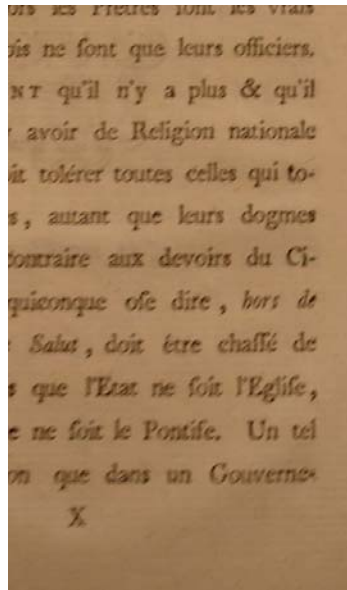 les Prêtres sont les vrais
ne ſont que leurs officiers.
qu'il n'y a plus & qu'il
avoir de Religion nationale
tolérer toutes celles qui to-
, autant que leurs dogmes
contraire aux devoirs du Ci-
quiconque oſe dire, hors de
Salut, doit être chaſſé de
que l'Etat ne ſoit l'Egliſe,
ne ſoit le Pontife. Un tel
que dans un Gouverne-
X